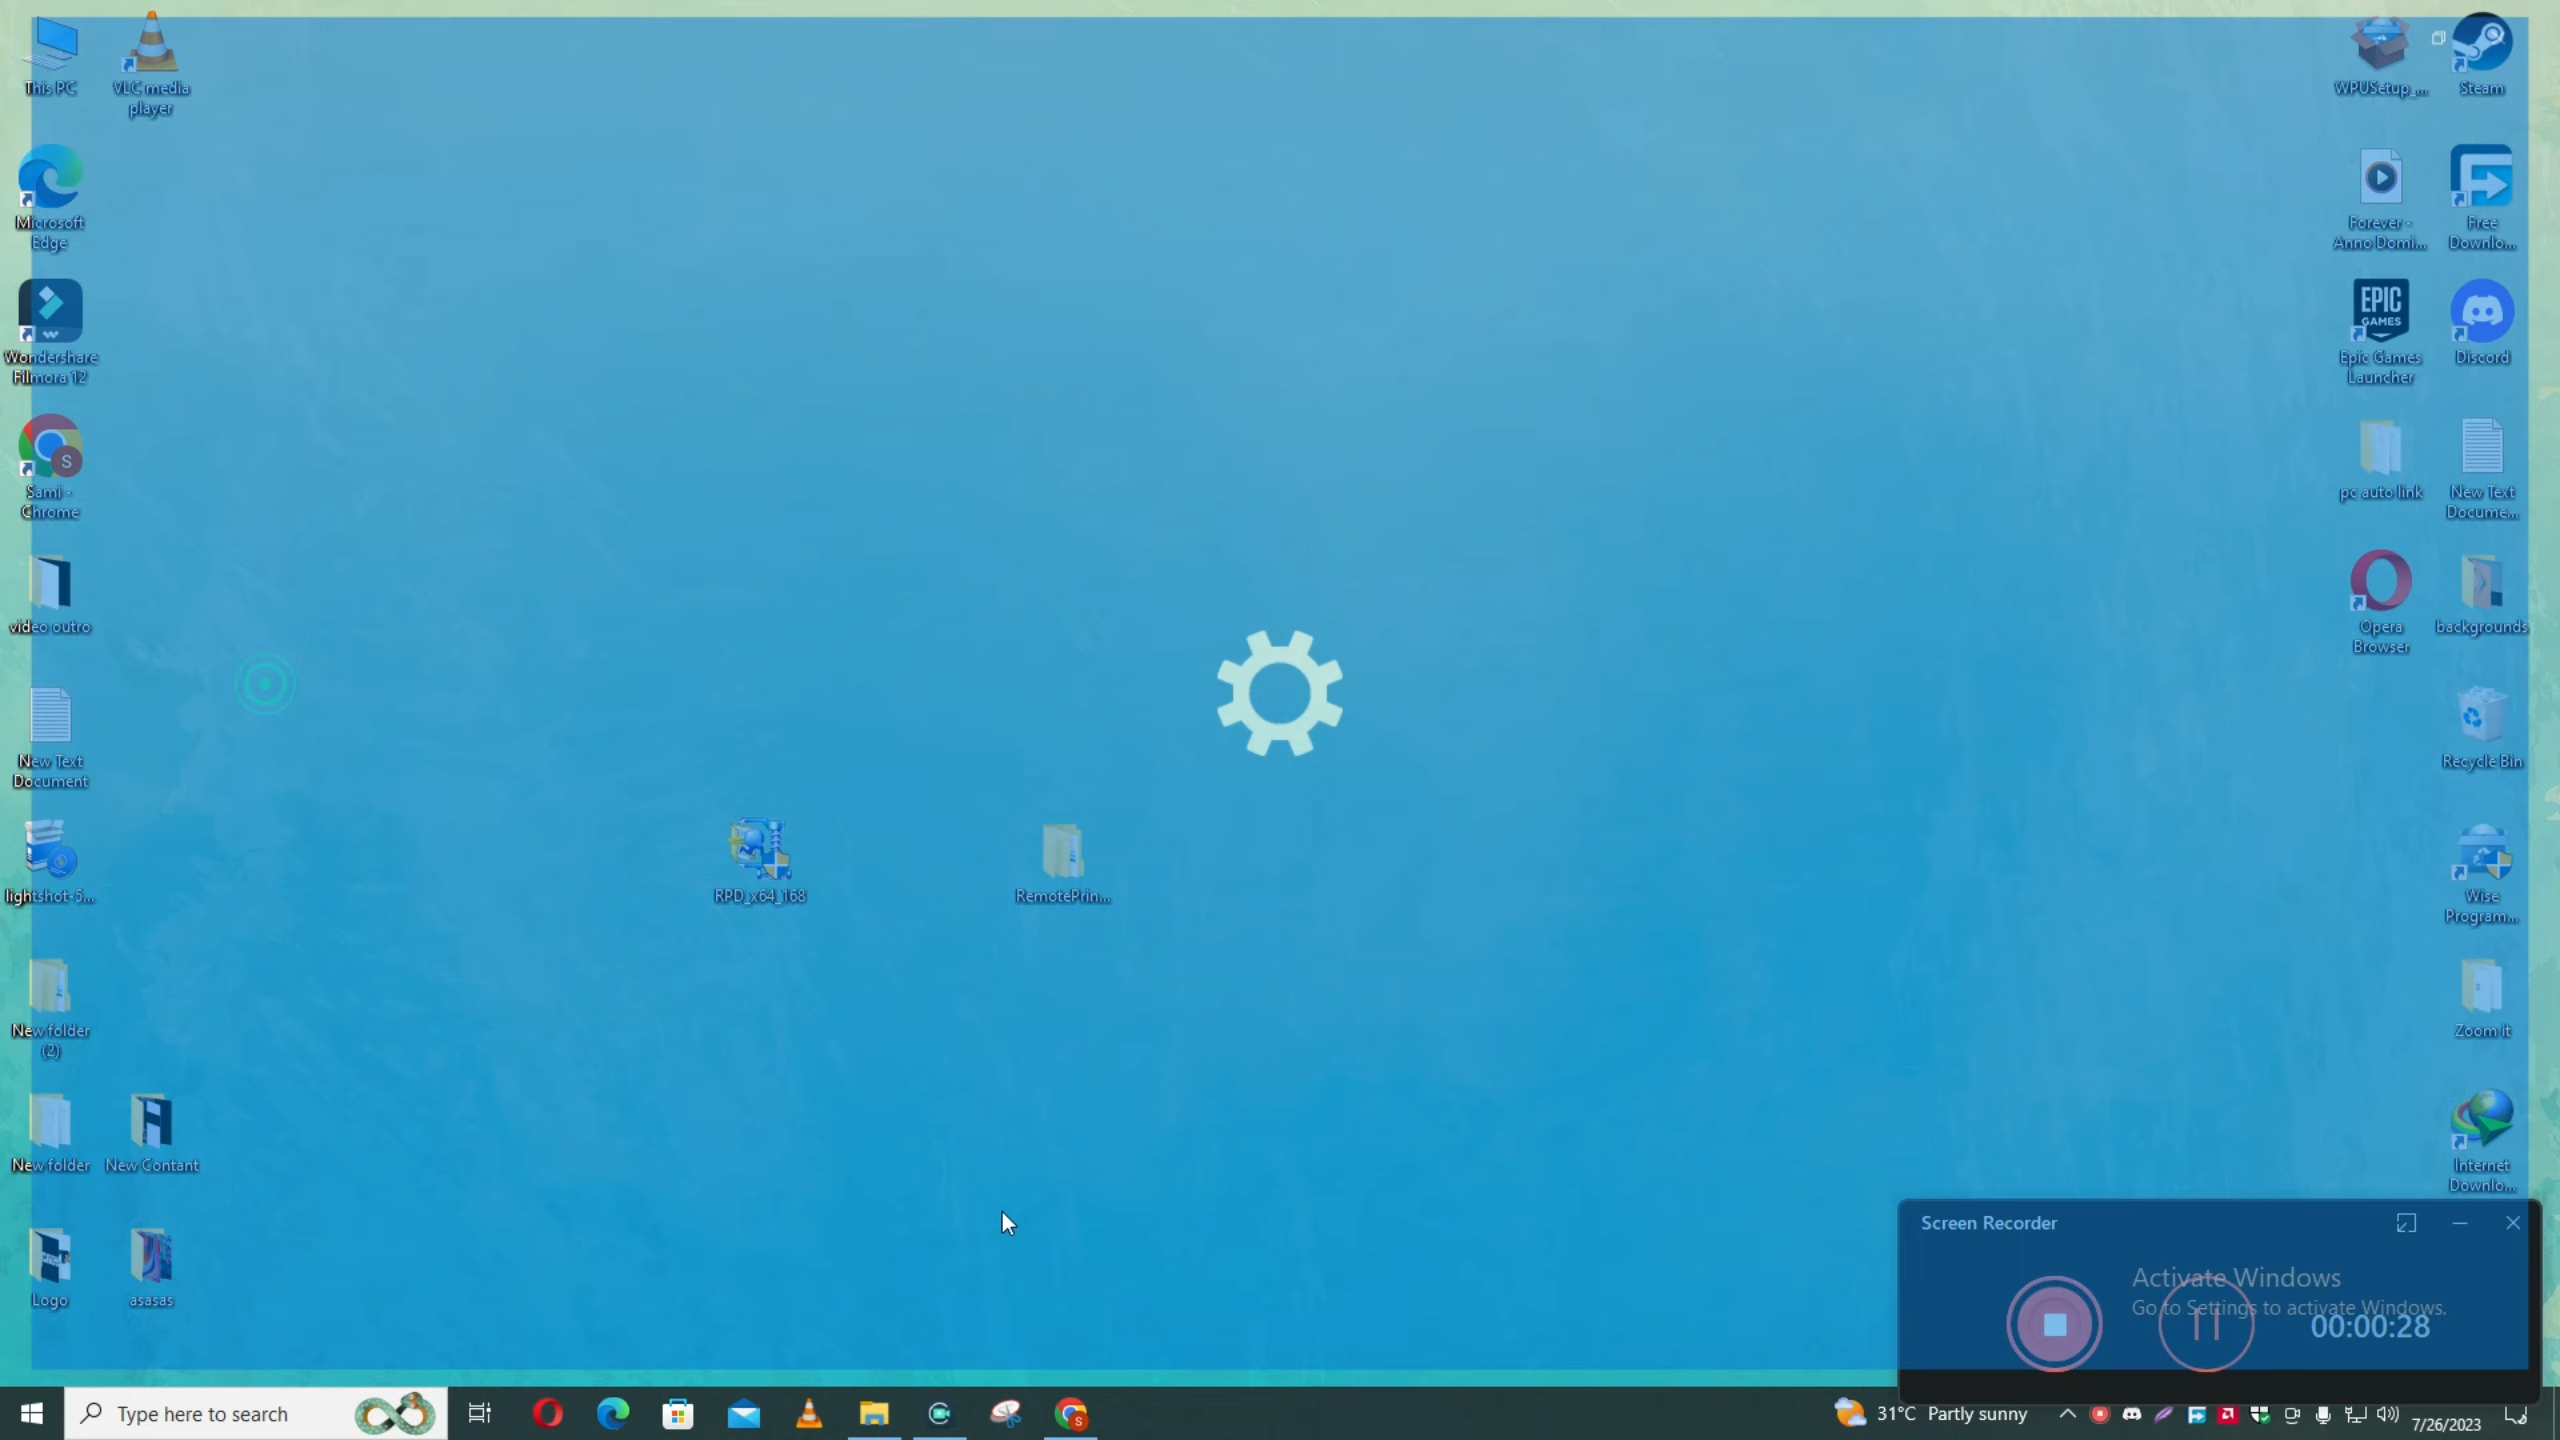 This PC
VLC media
player
WPUSetup_...
Steam
Microsoft
Edge
Forever -
Anno Domi...
Free
Downlo...
Wondershare
Filmora 12
EPIC
GAMES
Epic Games
Launcher
Discord
S
Sami -
Chrome
pc auto link
New Text
Docume...
video outro
Opera
Browser
backgrounds
New Text
Document
Recycle Bin
lightshot-5...
RPD_x64_168
RemotePrin...
Wise
Program...
New folder
(2)
Zoom it
New folder
New Contant
Internet
Downlo...
Logo
asasas
Screen Recorder
Activate Windows
Go to Settings to activate Windows.
00:00:28
Type here to search
S
31°C Partly sunny
7/26/2023